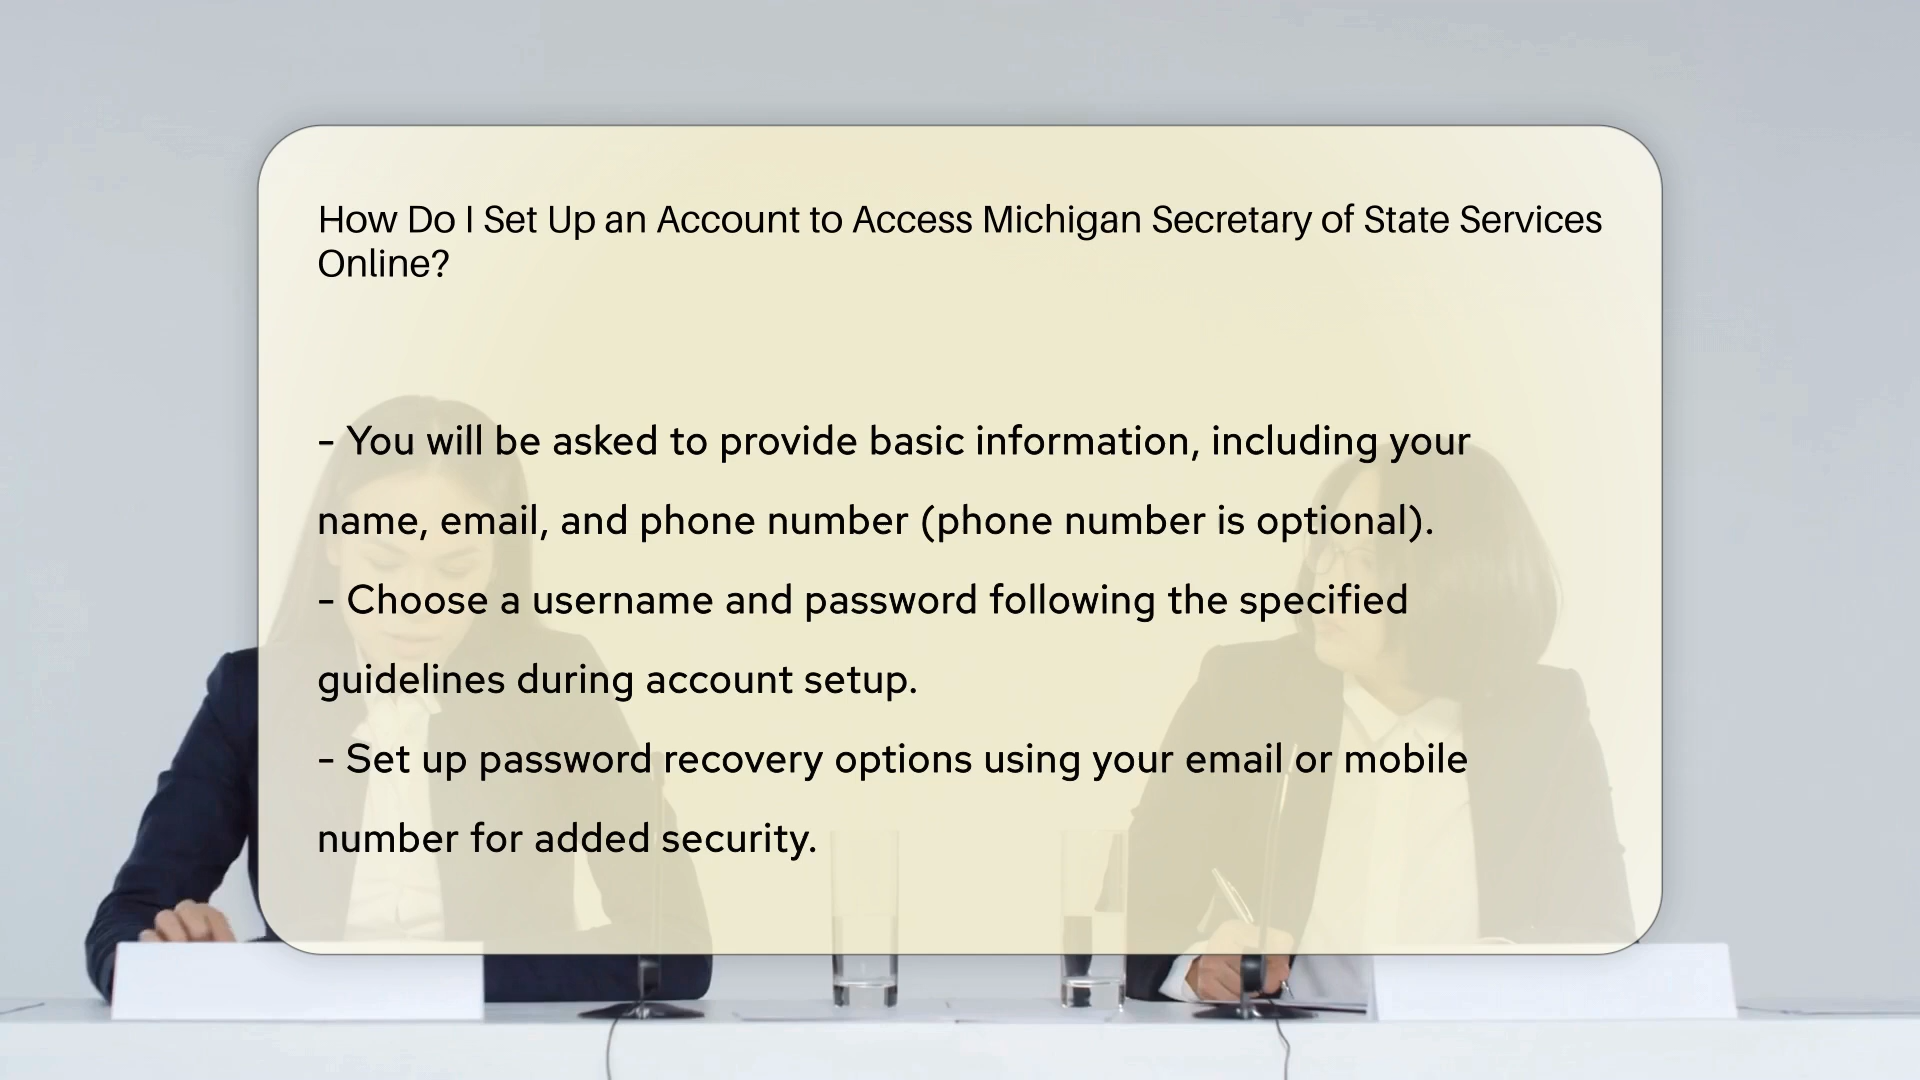 How Do I Set Up an Account to Access Michigan Secretary of State Services
Online?
– You will be asked to provide basic information, including your
name, email, and phone number (phone number is optional).
– Choose a username and password following the specified
guidelines during account setup.
– Set up password recovery options using your email or mobile
number for added security.